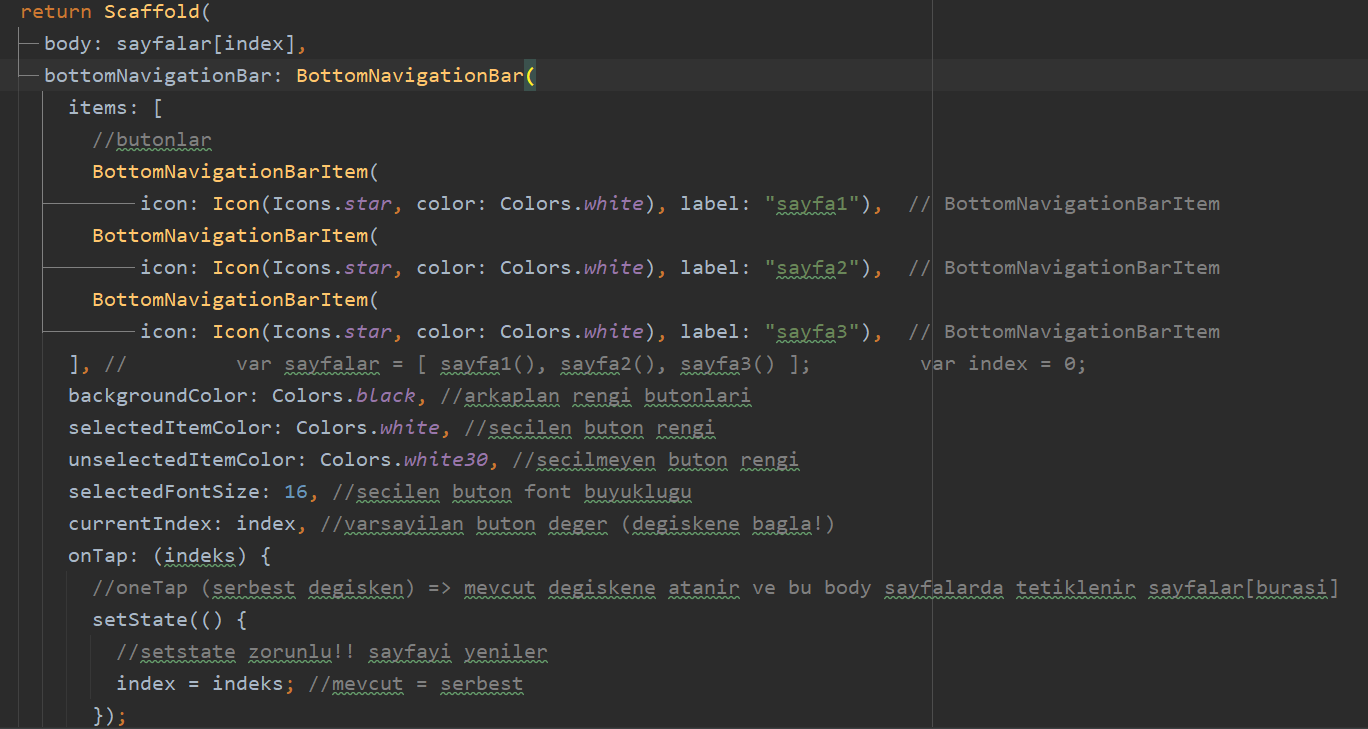 return Scaffold(
body: sayfalar[index],
bottomNavigationBar: BottomNavigationBar(
items: [
//butonlar
BottomNavigationBarItem(
icon: Icon(Icons.star, color: Colors.white), label: "sayfa1"), // BottomNavigationBarItem
BottomNavigationBarItem(
icon: Icon(Icons.star, color: Colors.white), label: "sayfa2"), // BottomNavigationBarItem
BottomNavigationBarItem(
icon: Icon(Icons.star, color: Colors.white), label: "sayfa3"), // BottomNavigationBarItem
], // var sayfalar = [ sayfa1(), sayfa2(), sayfa3() ]; var index = 0;
backgroundColor: Colors.black, //arkaplan rengi butonlari
selectedItemColor: Colors.white, //secilen buton rengi
unselectedItemColor: Colors.white30, //secilmeyen buton rengi
selectedFontSize: 16, //secilen buton font buyuklugu
currentIndex: index, //varsayilan buton deger (degiskene bagla!)
onTap: (indeks) {
//oneTap (serbest degisken) => mevcut degiskene atanir ve bu body sayfalarda tetiklenir sayfalar[burasi]
setState(() {
//setstate zorunlu!! sayfayi yeniler
index = indeks; //mevcut = serbest
});